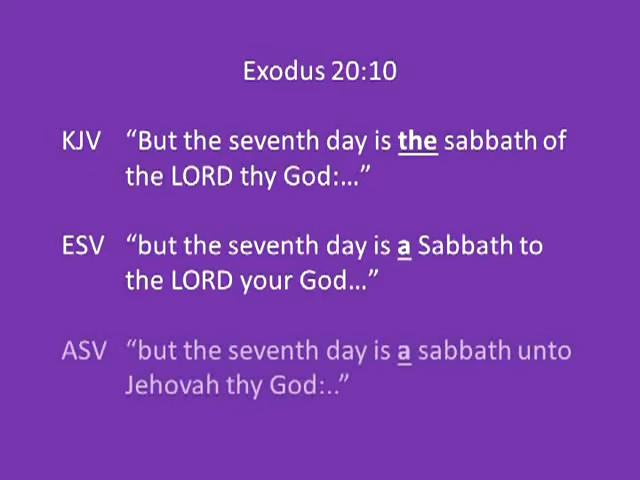 Exodus 20:10
KJV “But the seventh day is the sabbath of
the LORD thy God:…”
ESV “but the seventh day is a Sabbath to
the LORD your God…”
ASV “but the seventh day is a sabbath unto
Jehovah thy God:..”